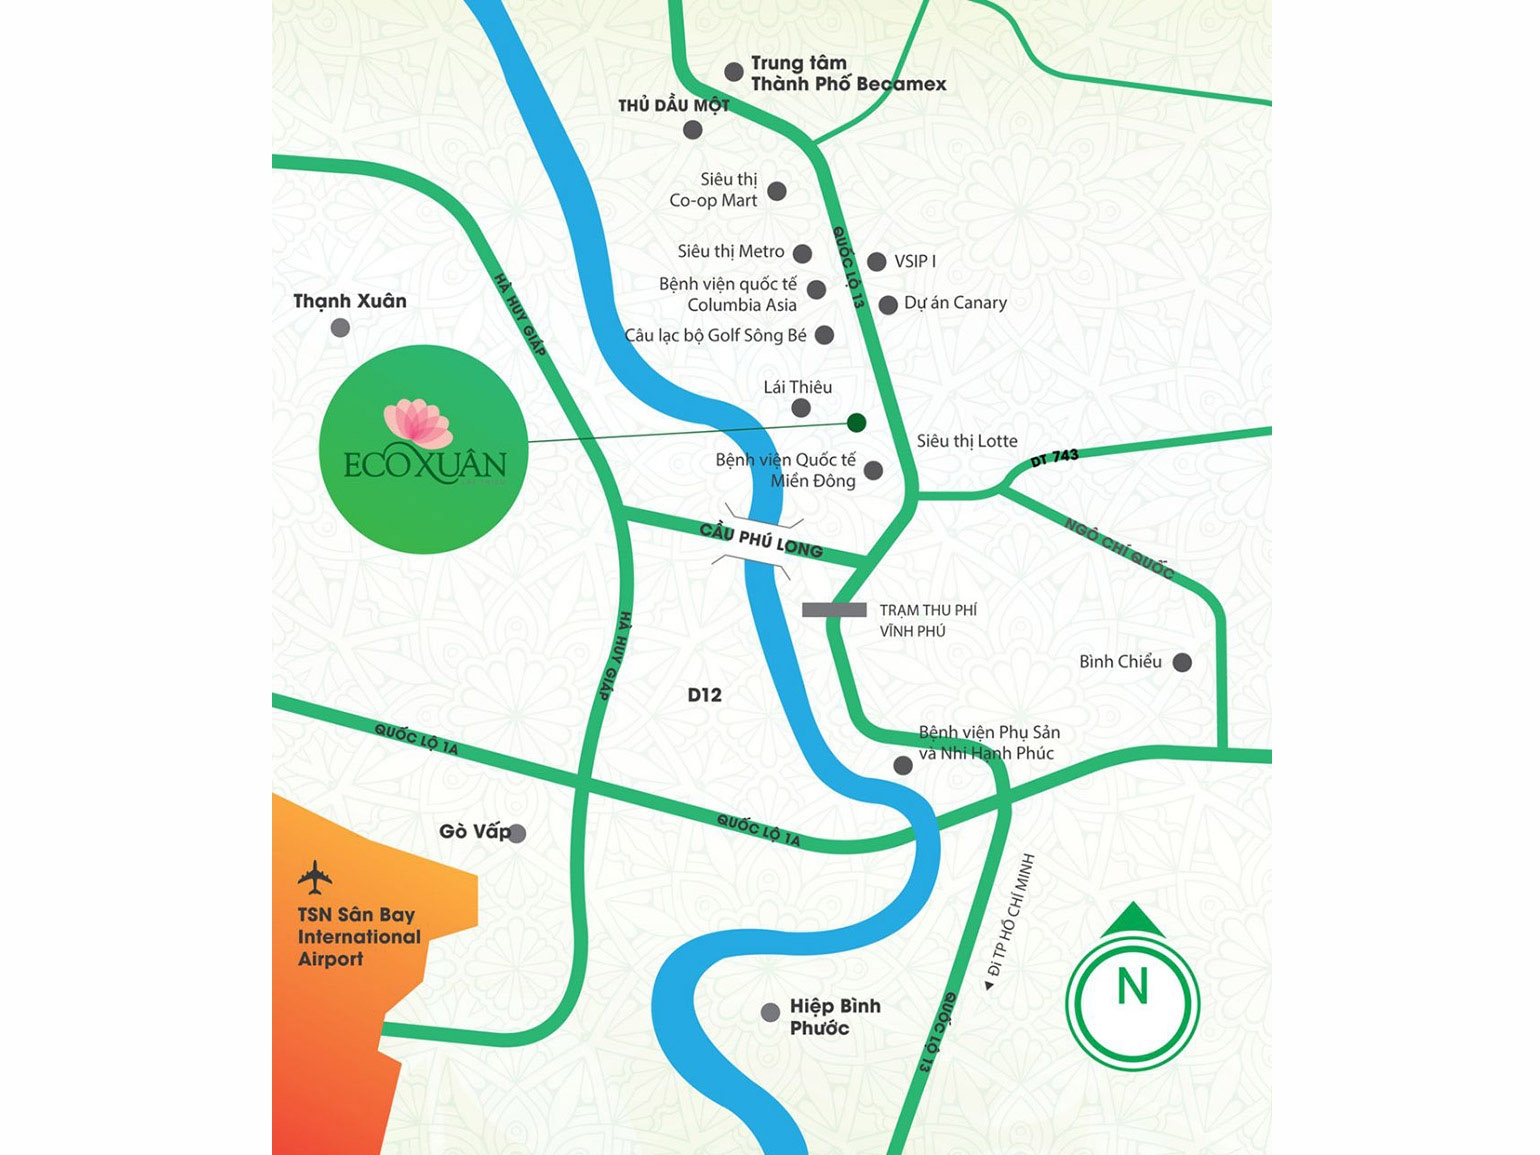 Trung tâm
Thành Phố Becamex
THỦ DẦU MỘT
Siêu thị
Co-op Mart
QUỐC LỘ 13
Siêu thị Metro
VSIP I
Bệnh viện quốc tế
Columbia Asia
Dự án Canary
HÀ HUY GIÁP
Thạnh Xuân
Câu lạc bộ Golf Sông Bé
Lái Thiêu
ECOXUÂN
LÁI THIÊU
Siêu thị Lotte
Bệnh viện Quốc tế
Miền Đông
DT 743
CẦU PHÚ LONG
NGÔ CHÍ QUỐC
TRẠM THU PHÍ
VĨNH PHÚ
HÀ HUY GIÁP
Bình Chiểu
D12
QUỐC LỘ 1A
Bệnh viện Phụ Sản
và Nhi Hạnh Phúc
QUỐC LỘ 1A
Gò Vấp
TSN Sân Bay
International
Airport
Đi TP HỒ CHÍ MINH
N
Hiệp Bình
Phước
QUỐC LỘ 13